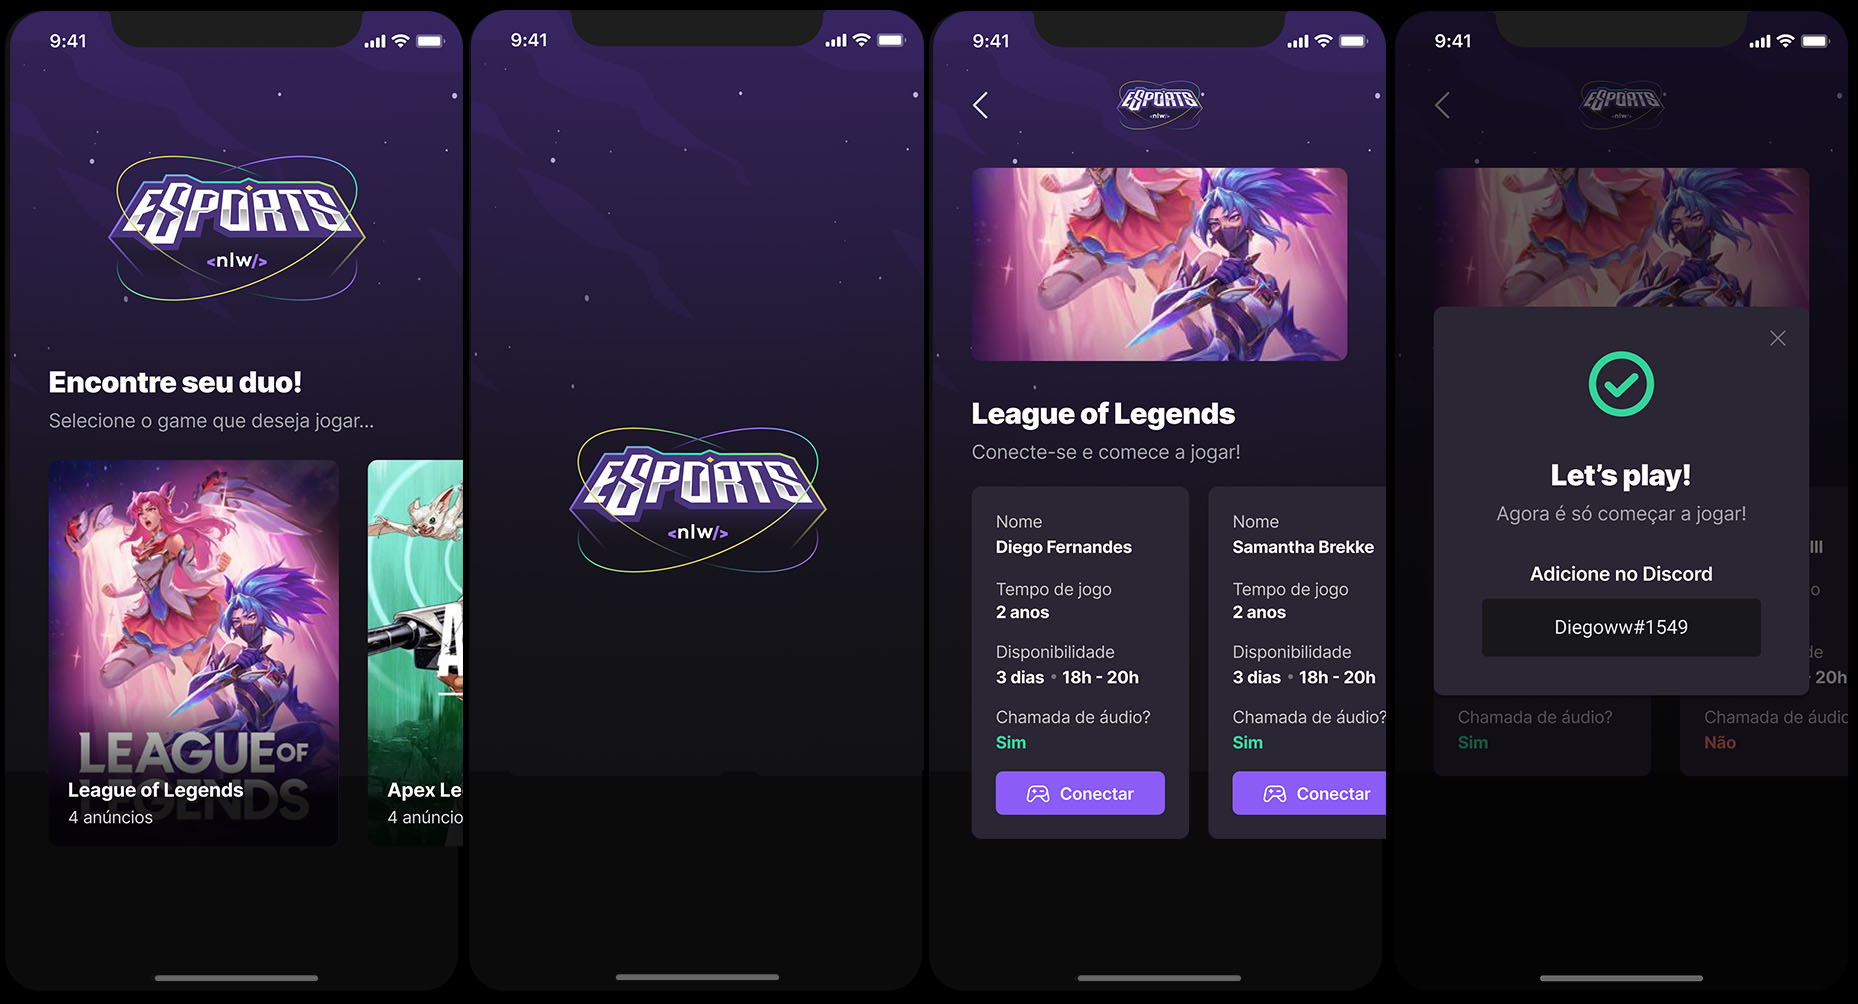 9:41
ESPORTS
<nlw/>
Encontre seu duo!
Selecione o game que deseja jogar...
LEAGUE OF
LEGENDS
League of Legends
4 anúncios
A
Apex Le
4 anúncio
9:41
ESPORTS
<nlw/>
9:41
ESPORTS
<nlw/>
League of Legends
Conecte-se e comece a jogar!
Nome
Diego Fernandes
Tempo de jogo
2 anos
Disponibilidade
3 dias • 18h - 20h
Chamada de áudio?
Sim
Conectar
Nome
Samantha Brekke
Tempo de jogo
2 anos
Disponibilidade
3 dias • 18h - 20h
Chamada de áudio?
Sim
Conectar
9:41
ESPORTS
<nlw/>
Let's play!
Agora é só começar a jogar!
Adicione no Discord
Diegoww#1549
Chamada de áudio?
Sim
III
o
de
- 20h
Chamada de áudio
Não